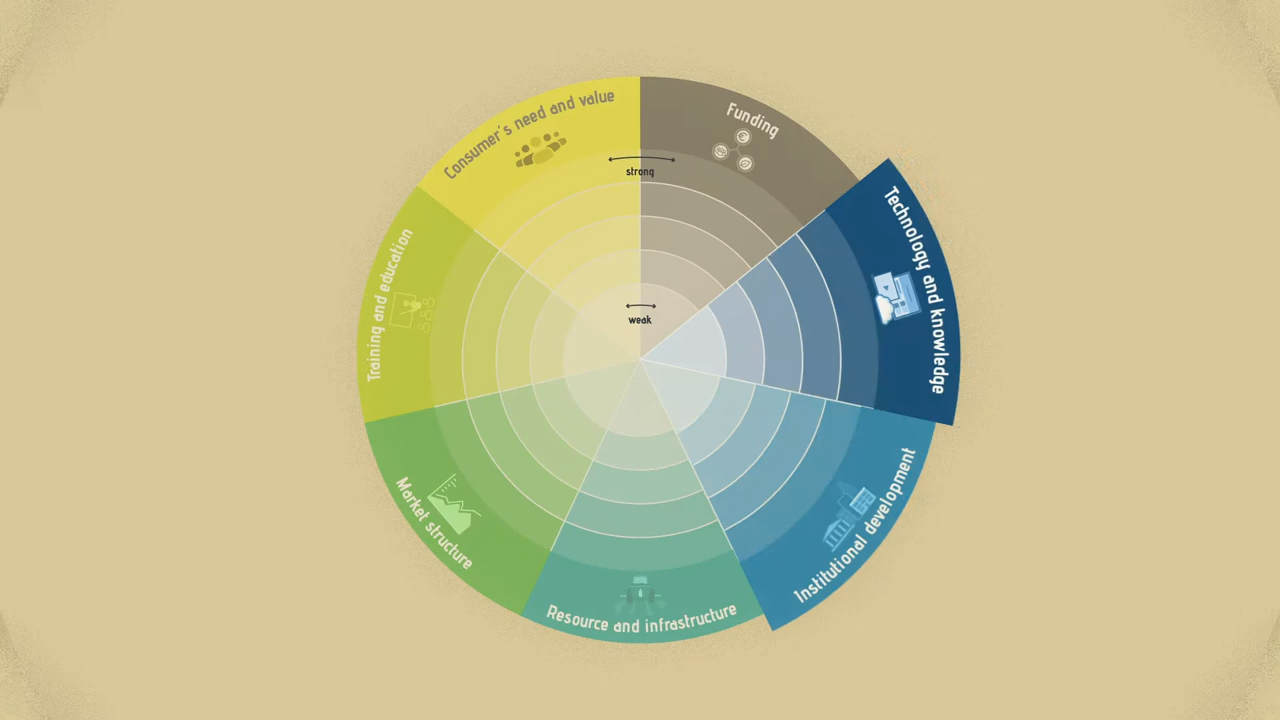 Consumer's need and value
Funding
strong
weak
Technology and knowledge
Training and education
Institutional development
Market structure
Resource and infrastructure